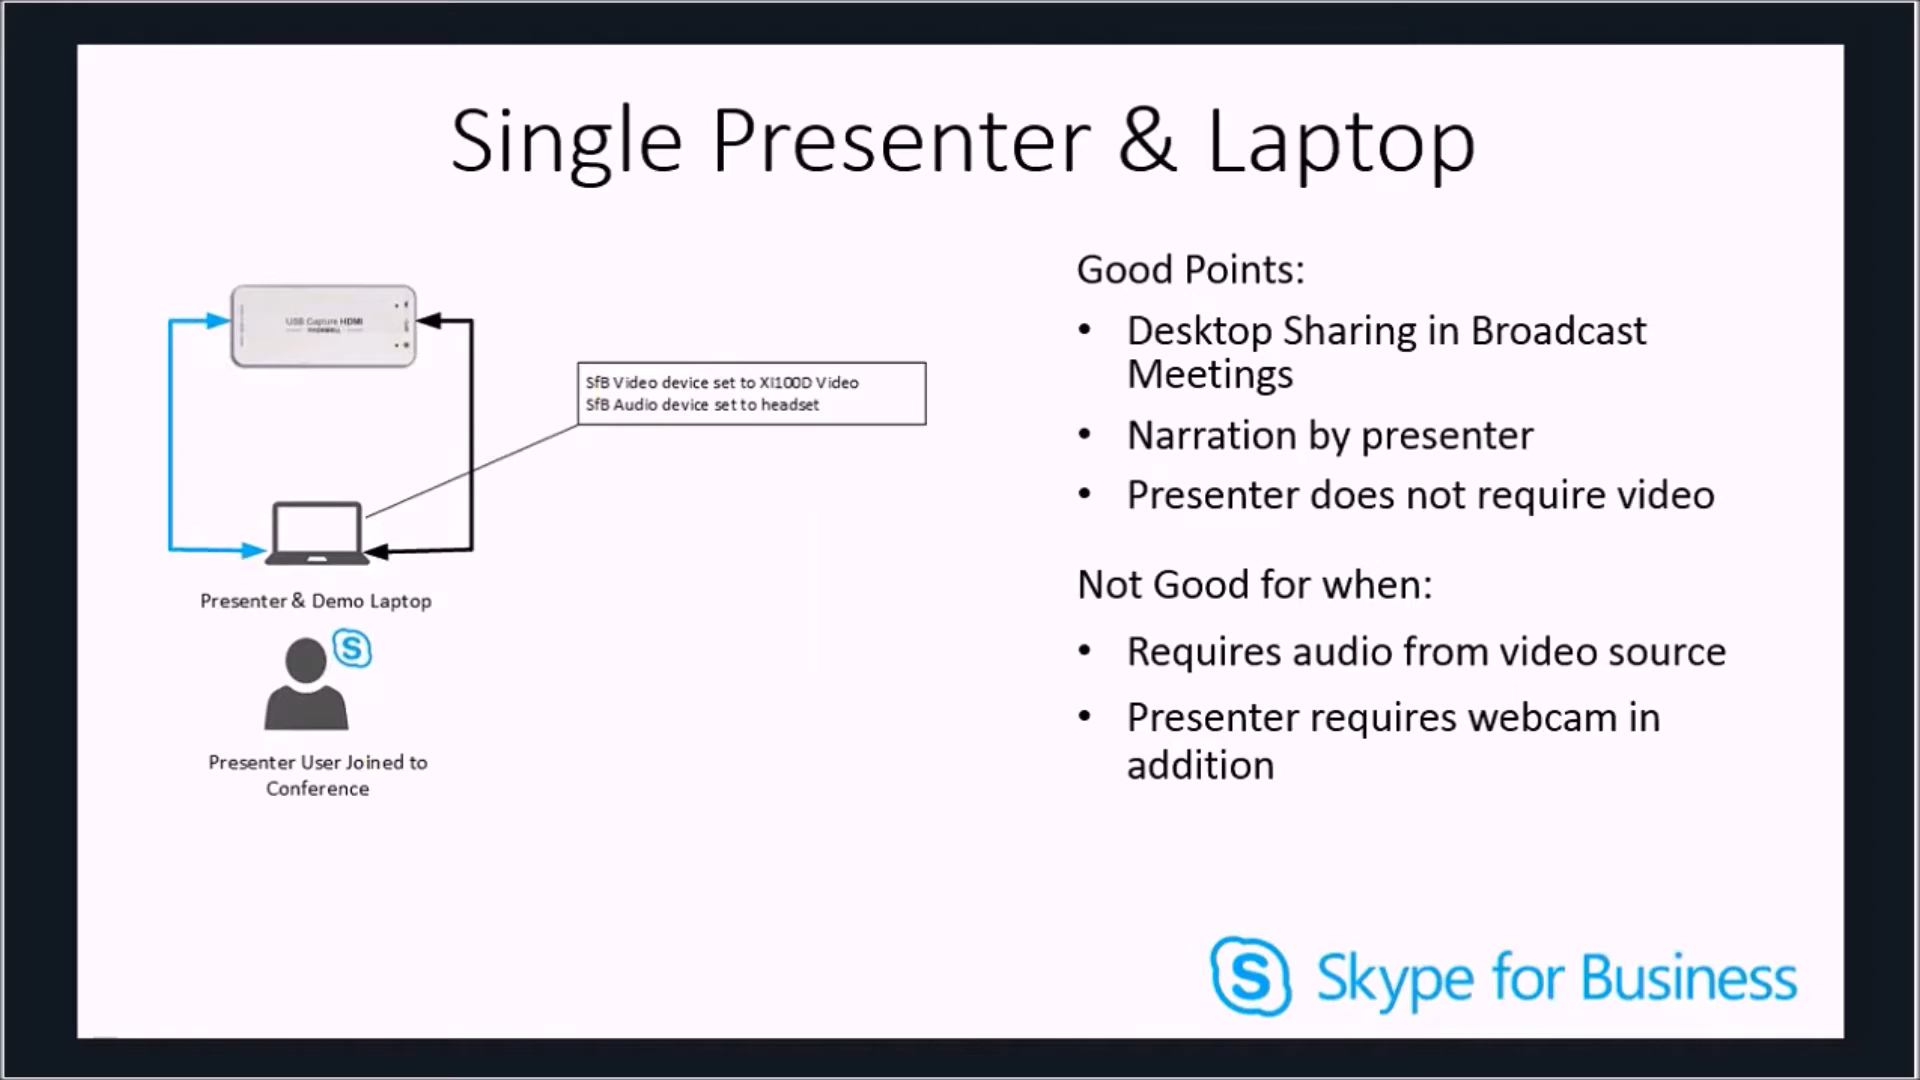 Single Presenter & Laptop
USB Capture HDMI
SfB Video device set to XI100D Video
SfB Audio device set to headset
Presenter & Demo Laptop
Presenter User Joined to
Conference
Good Points:
• Desktop Sharing in Broadcast
Meetings
• Narration by presenter
• Presenter does not require video
Not Good for when:
• Requires audio from video source
• Presenter requires webcam in
addition
Skype for Business